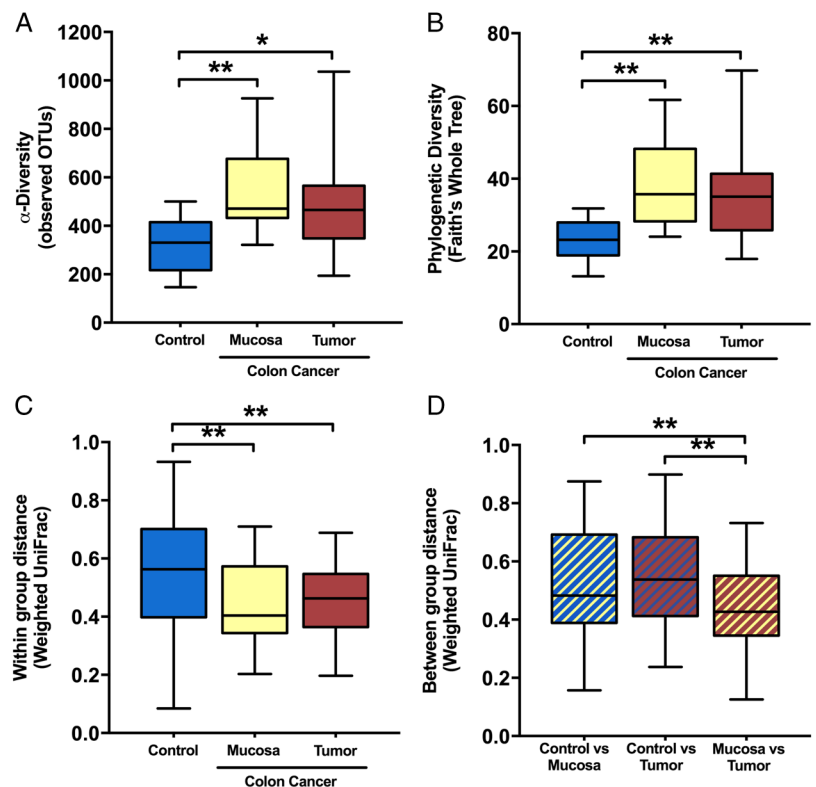 A
α-Diversity
(observed OTUs)
1200
1000
800
600
400
200
0
*
**
Control
Mucosa
Tumor
Colon Cancer
B
Phylogenetic Diversity
(Faith's Whole Tree)
80
60
40
20
0
**
**
Control
Mucosa
Tumor
Colon Cancer
C
Within group distance
(Weighted UniFrac)
1.0
0.8
0.6
0.4
0.2
0.0
**
**
Control
Mucosa
Tumor
Colon Cancer
D
Between group distance
(Weighted UniFrac)
1.0
0.8
0.6
0.4
0.2
0.0
**
**
Control vs
Mucosa
Control vs
Tumor
Mucosa vs
Tumor